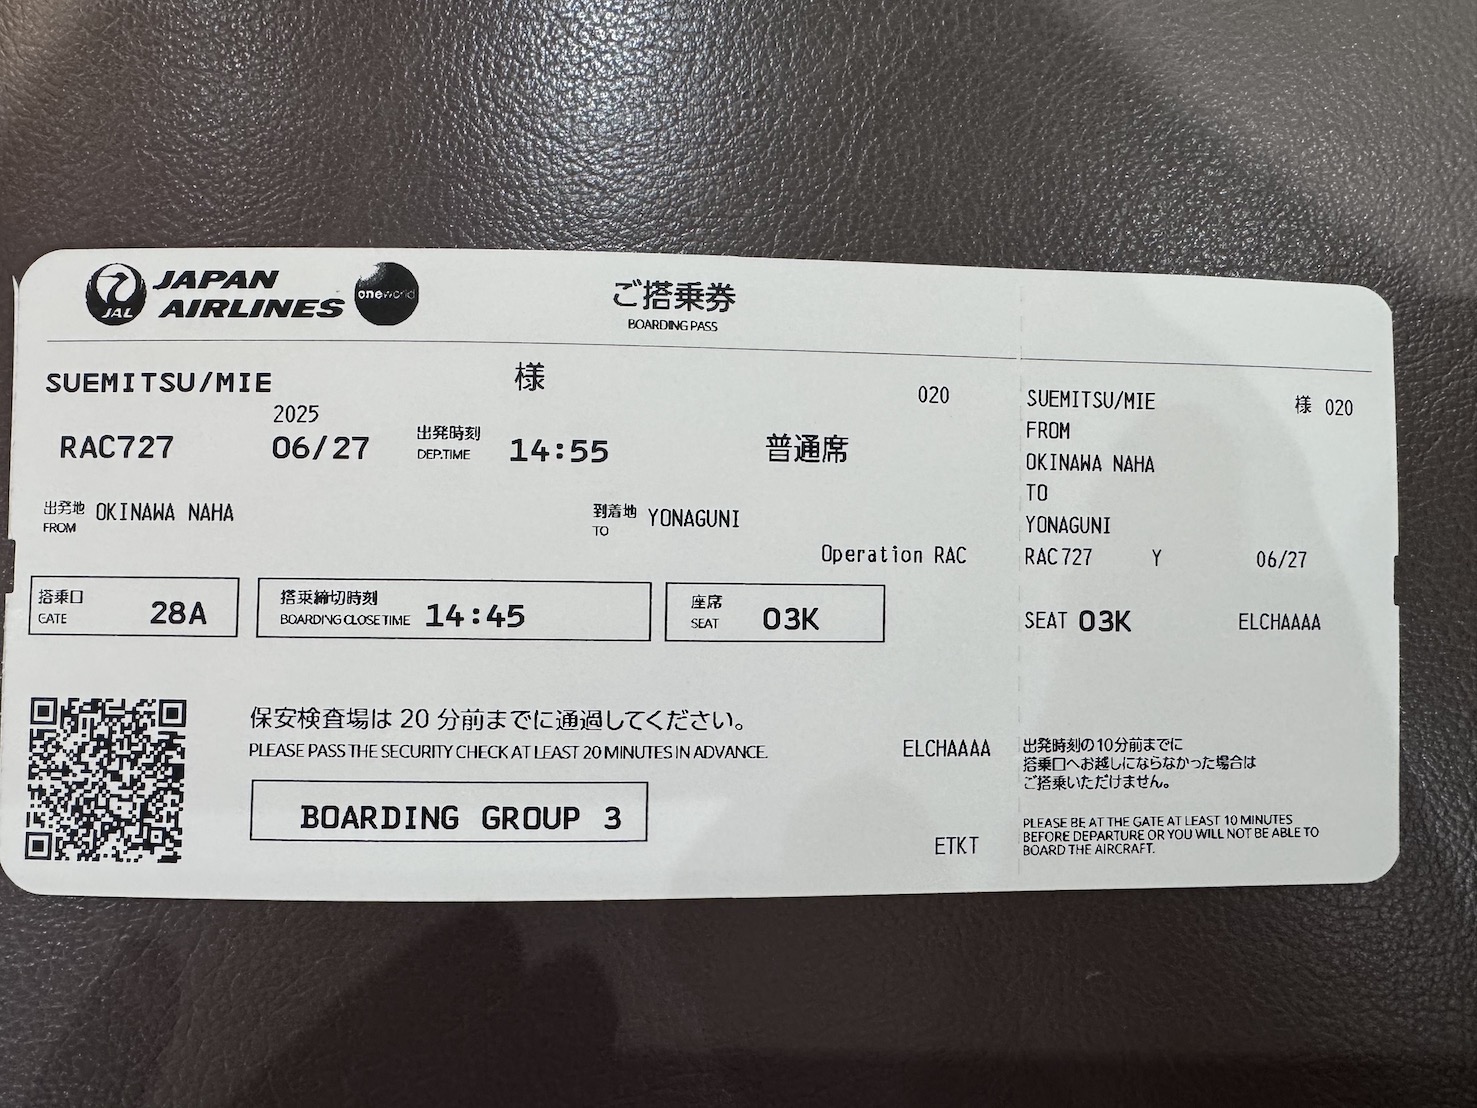 JAPAN
AIRLINES
JAL
oneworld
ご搭乗券
BOARDING PASS
SUEMITSU/MIE 様 020
2025
RAC727 06/27 出発時刻 DEP.TIME 14:55 普通席
出発地 FROM OKINAWA NAHA 到着地 TO YONAGUNI
Operation RAC
搭乗口 GATE 28A 搭乗締切時刻 BOARDING CLOSE TIME 14:45 座席 SEAT 03K
保安検査場は 20 分前までに通過してください。
PLEASE PASS THE SECURITY CHECK AT LEAST 20 MINUTES IN ADVANCE.
ELCHAAAA
BOARDING GROUP 3
ETKT
SUEMITSU/MIE 様 020
FROM
OKINAWA NAHA
TO
YONAGUNI
RAC727 Y 06/27
SEAT 03K ELCHAAAA
出発時刻の10分前までに
搭乗口へお越しにならなかった場合は
ご搭乗いただけません。
PLEASE BE AT THE GATE AT LEAST 10 MINUTES
BEFORE DEPARTURE OR YOU WILL NOT BE ABLE TO
BOARD THE AIRCRAFT.